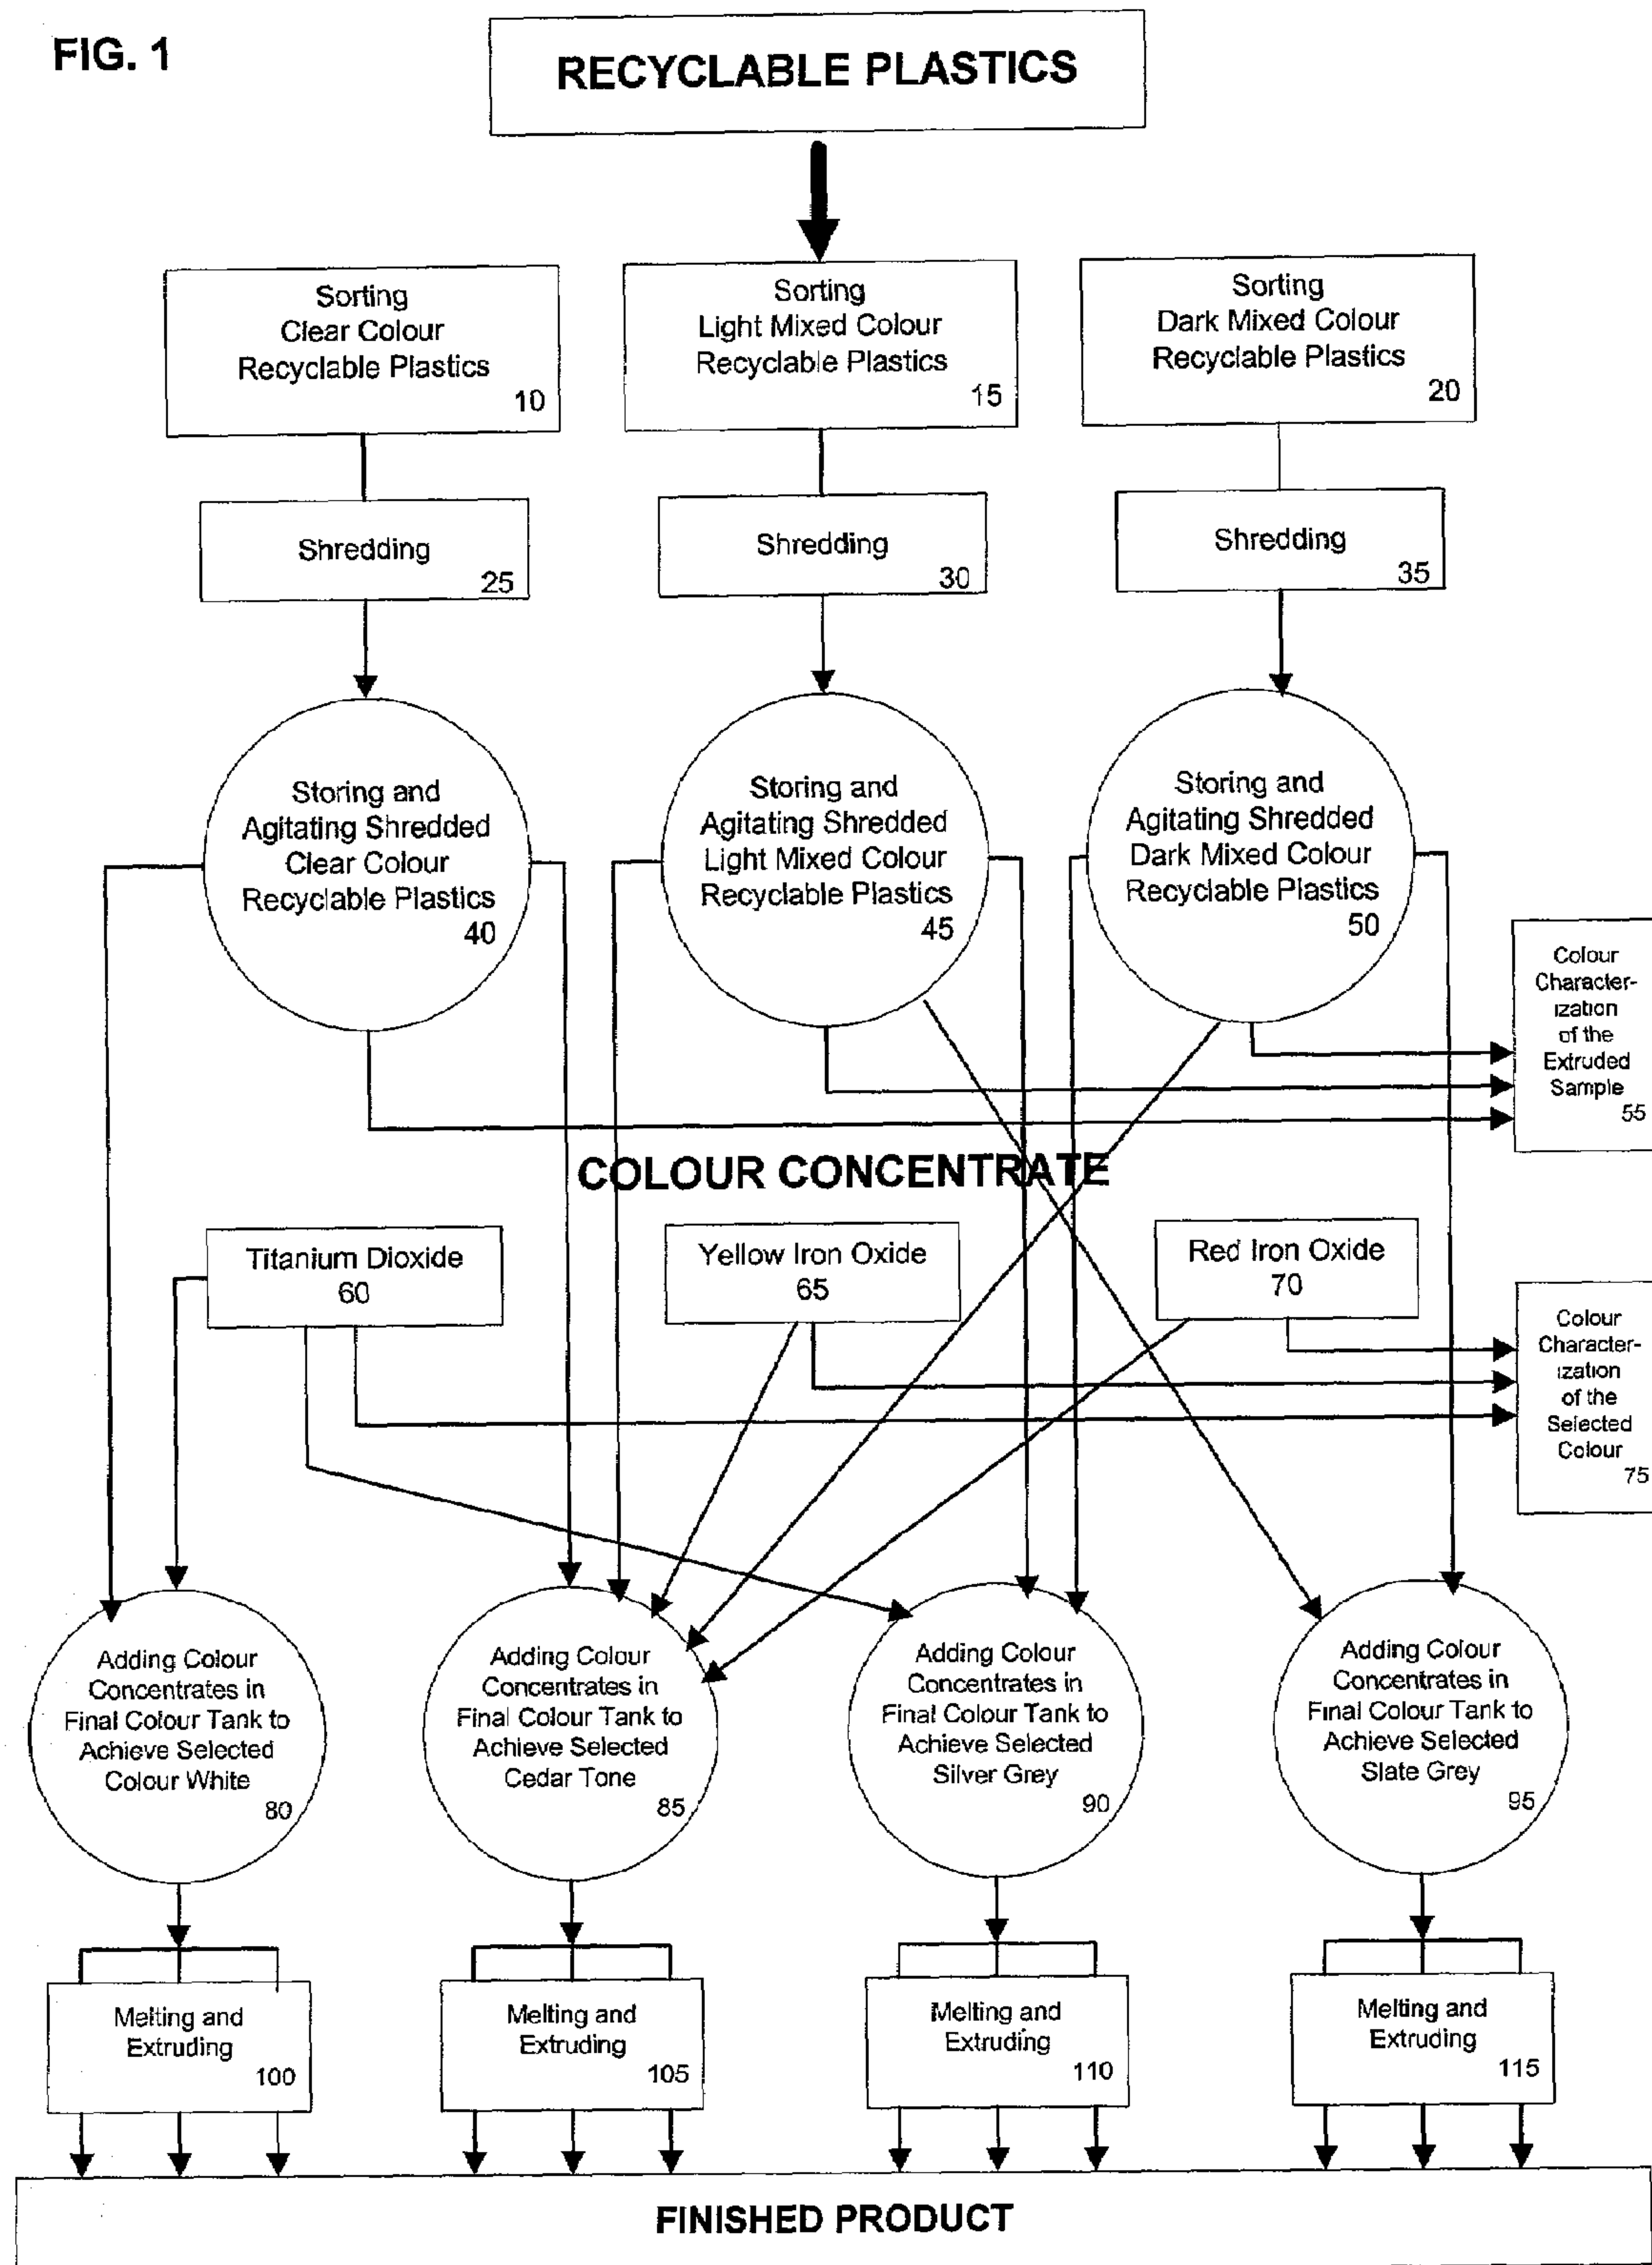 FIG. 1
RECYCLABLE PLASTICS
Sorting
Clear Colour
Recyclable Plastics
10
Sorting
Light Mixed Colour
Recyclable Plastics
15
Sorting
Dark Mixed Colour
Recyclable Plastics
20
Shredding
25
Shredding
30
Shredding
35
Storing and
Agitating Shredded
Clear Colour
Recyclable Plastics
40
Storing and
Agitating Shredded
Light Mixed Colour
Recyclable Plastics
45
Storing and
Agitating Shredded
Dark Mixed Colour
Recyclable Plastics
50
Colour
Character-
ization
of the
Extruded
Sample
55
COLOUR CONCENTRATE
Titanium Dioxide
60
Yellow Iron Oxide
65
Red Iron Oxide
70
Colour
Character-
ization
of the
Selected
Colour
75
Adding Colour
Concentrates in
Final Colour Tank to
Achieve Selected
Colour White
80
Adding Colour
Concentrates in
Final Colour Tank to
Achieve Selected
Cedar Tone
85
Adding Colour
Concentrates in
Final Colour Tank to
Achieve Selected
Silver Grey
90
Adding Colour
Concentrates in
Final Colour Tank to
Achieve Selected
Slate Grey
95
Melting and
Extruding
100
Melting and
Extruding
105
Melting and
Extruding
110
Melting and
Extruding
115
FINISHED PRODUCT